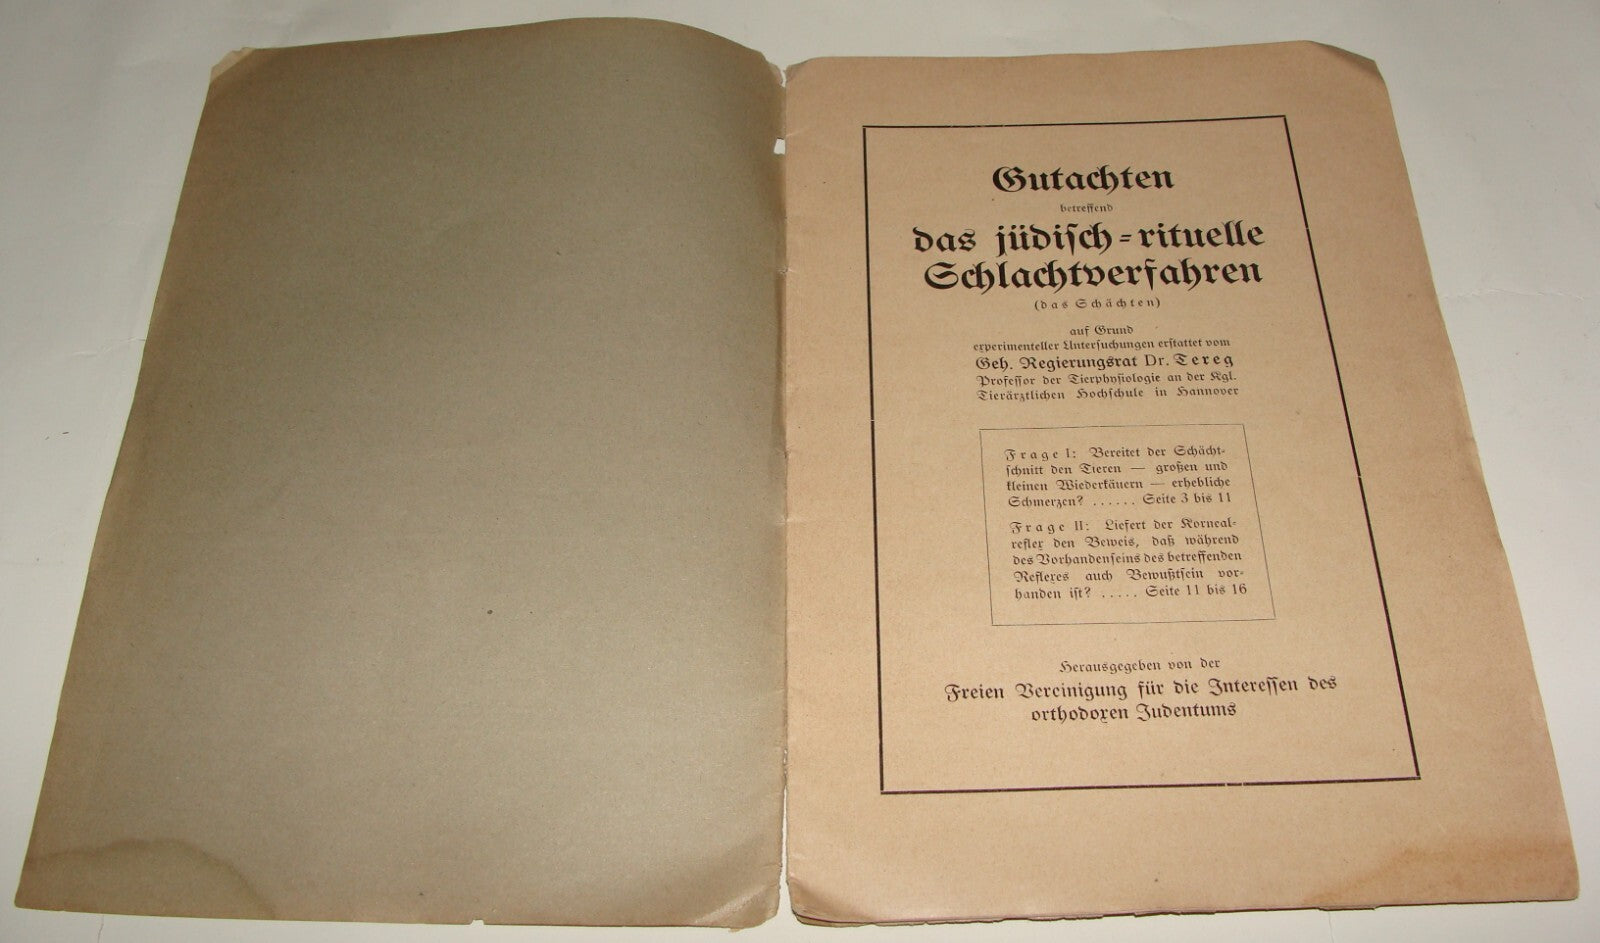 Gutachten
betreffend
das jüdiſch=rituelle
Schlachtverfahren
(das Schächten)
auf Grund
experimenteller Unterſuchungen erſtattet vom
Geh. Regierungsrat Dr. Tereg
Profeſſor der Tierphyſiologie an der Kgl.
Tierärztlichen Hochſchule in Hannover
Frage I: Bereitet der Schächt-
ſchnitt den Tieren — großen und
kleinen Wiederkäuern — erhebliche
Schmerzen? ...... Seite 3 bis 11
Frage II: Liefert der Korneal-
reflex den Beweis, daß während
des Vorhandenſeins des betreffenden
Reflexes auch Bewußtſein vor-
handen iſt? ..... Seite 11 bis 16
Herausgegeben von der
Freien Vereinigung für die Intereſſen des
orthodoxen Judentums